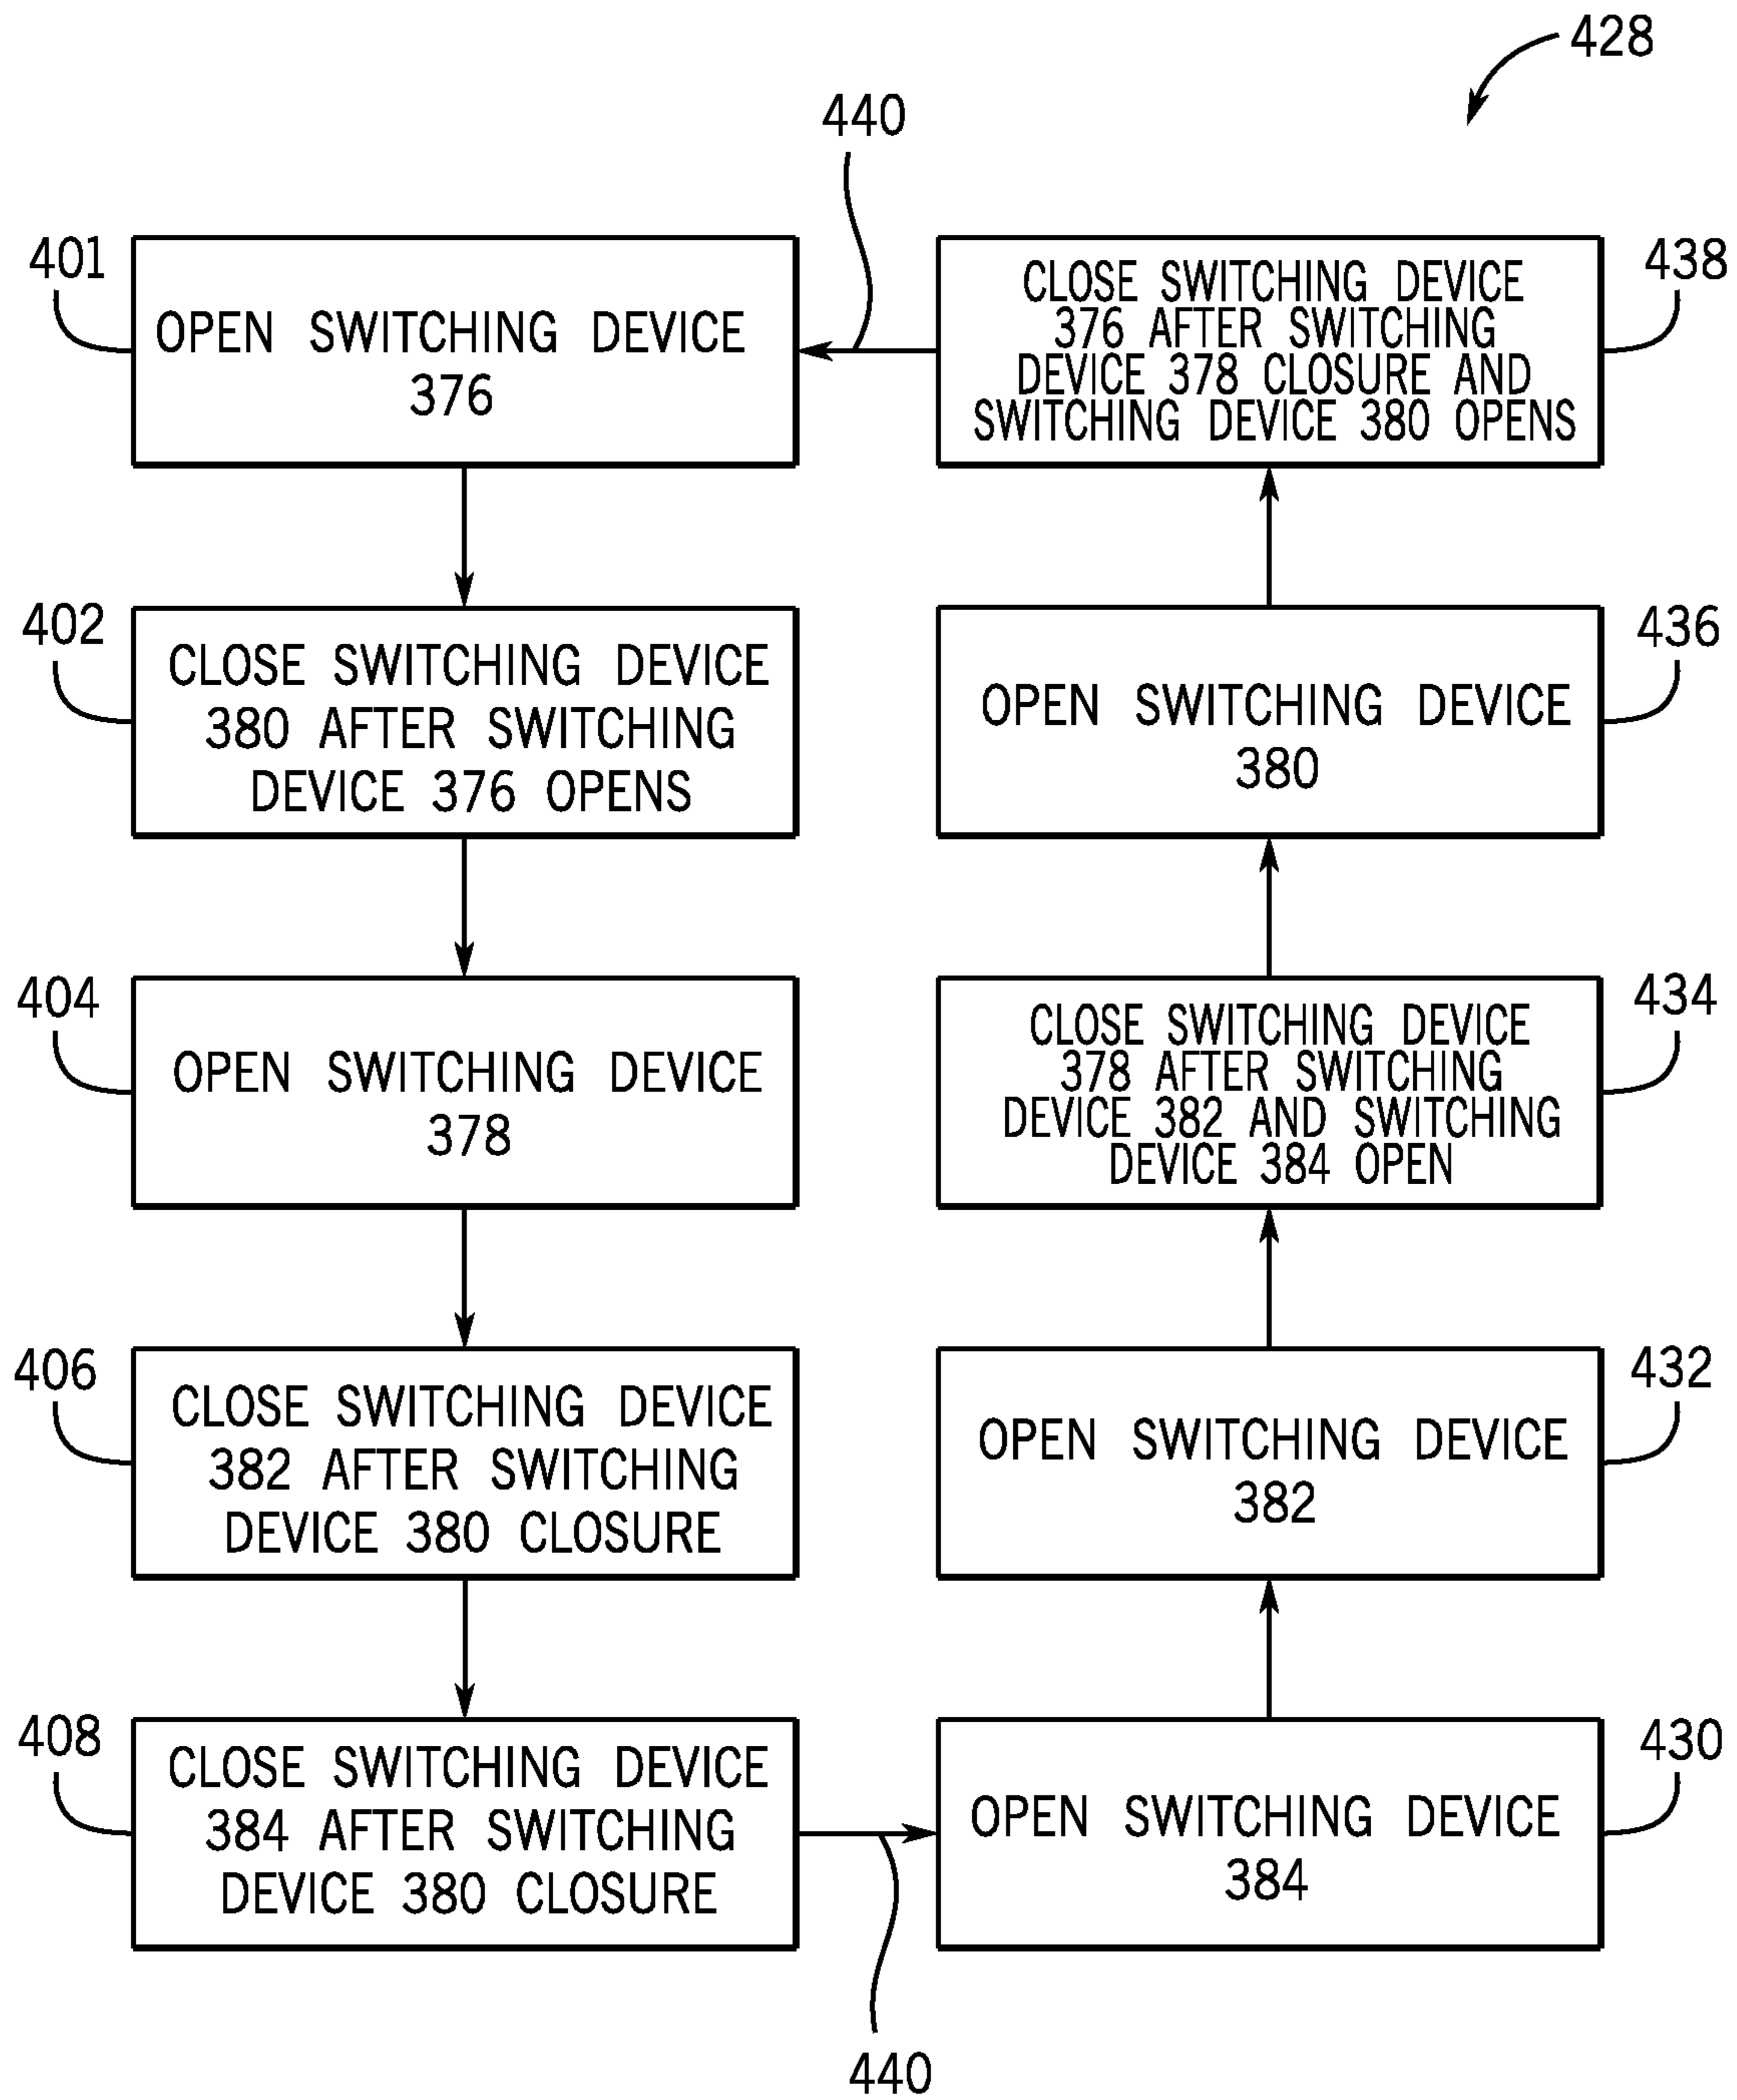 428
440
401
OPEN SWITCHING DEVICE
376
438
CLOSE SWITCHING DEVICE
376 AFTER SWITCHING
DEVICE 378 CLOSURE AND
SWITCHING DEVICE 380 OPENS
402
CLOSE SWITCHING DEVICE
380 AFTER SWITCHING
DEVICE 376 OPENS
436
OPEN SWITCHING DEVICE
380
404
OPEN SWITCHING DEVICE
378
434
CLOSE SWITCHING DEVICE
378 AFTER SWITCHING
DEVICE 382 AND SWITCHING
DEVICE 384 OPEN
406
CLOSE SWITCHING DEVICE
382 AFTER SWITCHING
DEVICE 380 CLOSURE
432
OPEN SWITCHING DEVICE
382
408
CLOSE SWITCHING DEVICE
384 AFTER SWITCHING
DEVICE 380 CLOSURE
430
OPEN SWITCHING DEVICE
384
440